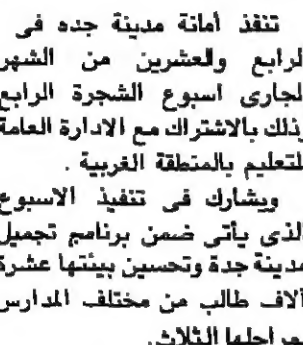 تنفذ أمانة مدينة جده فى
الرابع والعشرين من الشهر
الجارى اسبوع الشجرة الرابع
وذلك بالاشتراك مع الادارة العامة
للتعليم بالمنطقة الغربية .
ويشارك فى تنفيذ الاسبوع
الذى يأتى ضمن برنامج تجميل
مدينة جدة وتحسين بيئتها عشرة
آلاف طالب من مختلف المدارس
بمراحلها الثلاث.